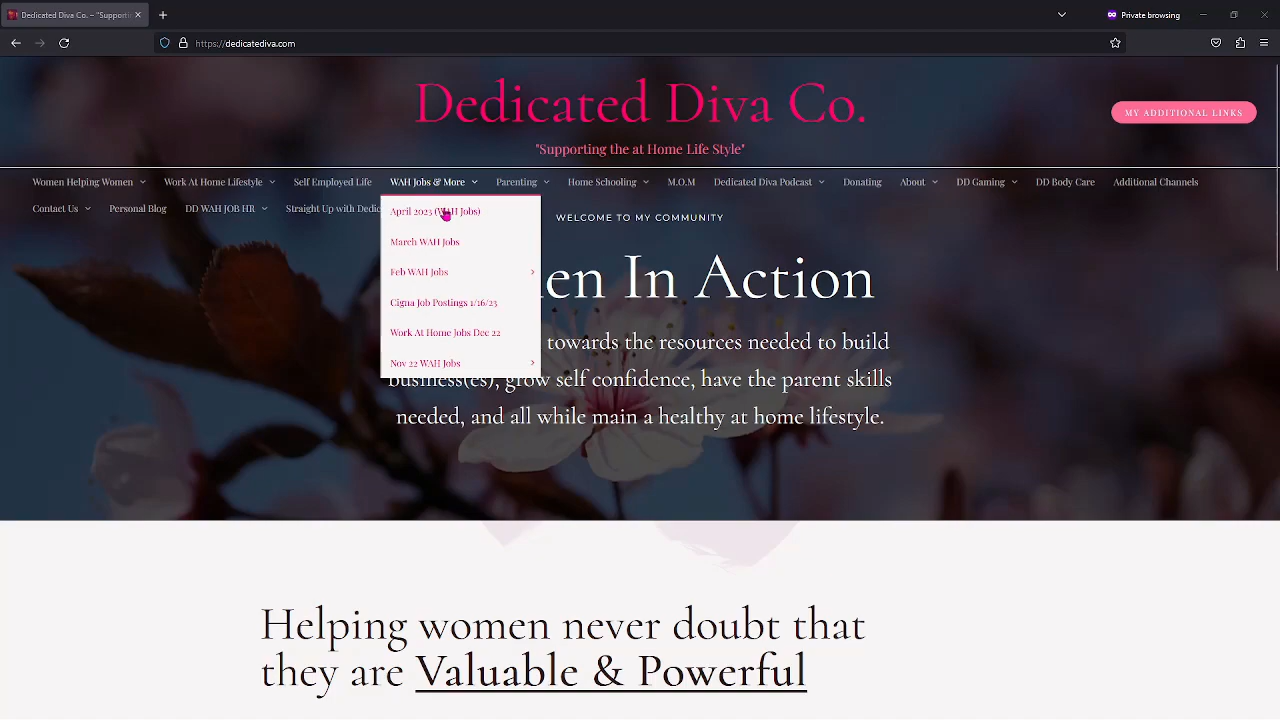 Dedicated Diva Co. – "Supporti
Private browsing
https://dedicatediva.com
Dedicated Diva Co.
"Supporting the at Home Life Style"
MY ADDITIONAL LINKS
Women Helping Women
Work At Home Lifestyle
Self Employed Life
WAH Jobs & More
Parenting
Home Schooling
M.O.M
Dedicated Diva Podcast
Donating
About
DD Gaming
DD Body Care
Additional Channels
Contact Us
Personal Blog
DD WAH JOB HR
Straight Up with Dedic
April 2023 (WAH Jobs)
March WAH Jobs
Feb WAH Jobs
Cigna Job Postings 1/16/23
Work At Home Jobs Dec 22
Nov 22 WAH Jobs
WELCOME TO MY COMMUNITY
en In Action
towards the resources needed to build
business(es), grow self confidence, have the parent skills
needed, and all while main a healthy at home lifestyle.
Helping women never doubt that
they are Valuable & Powerful